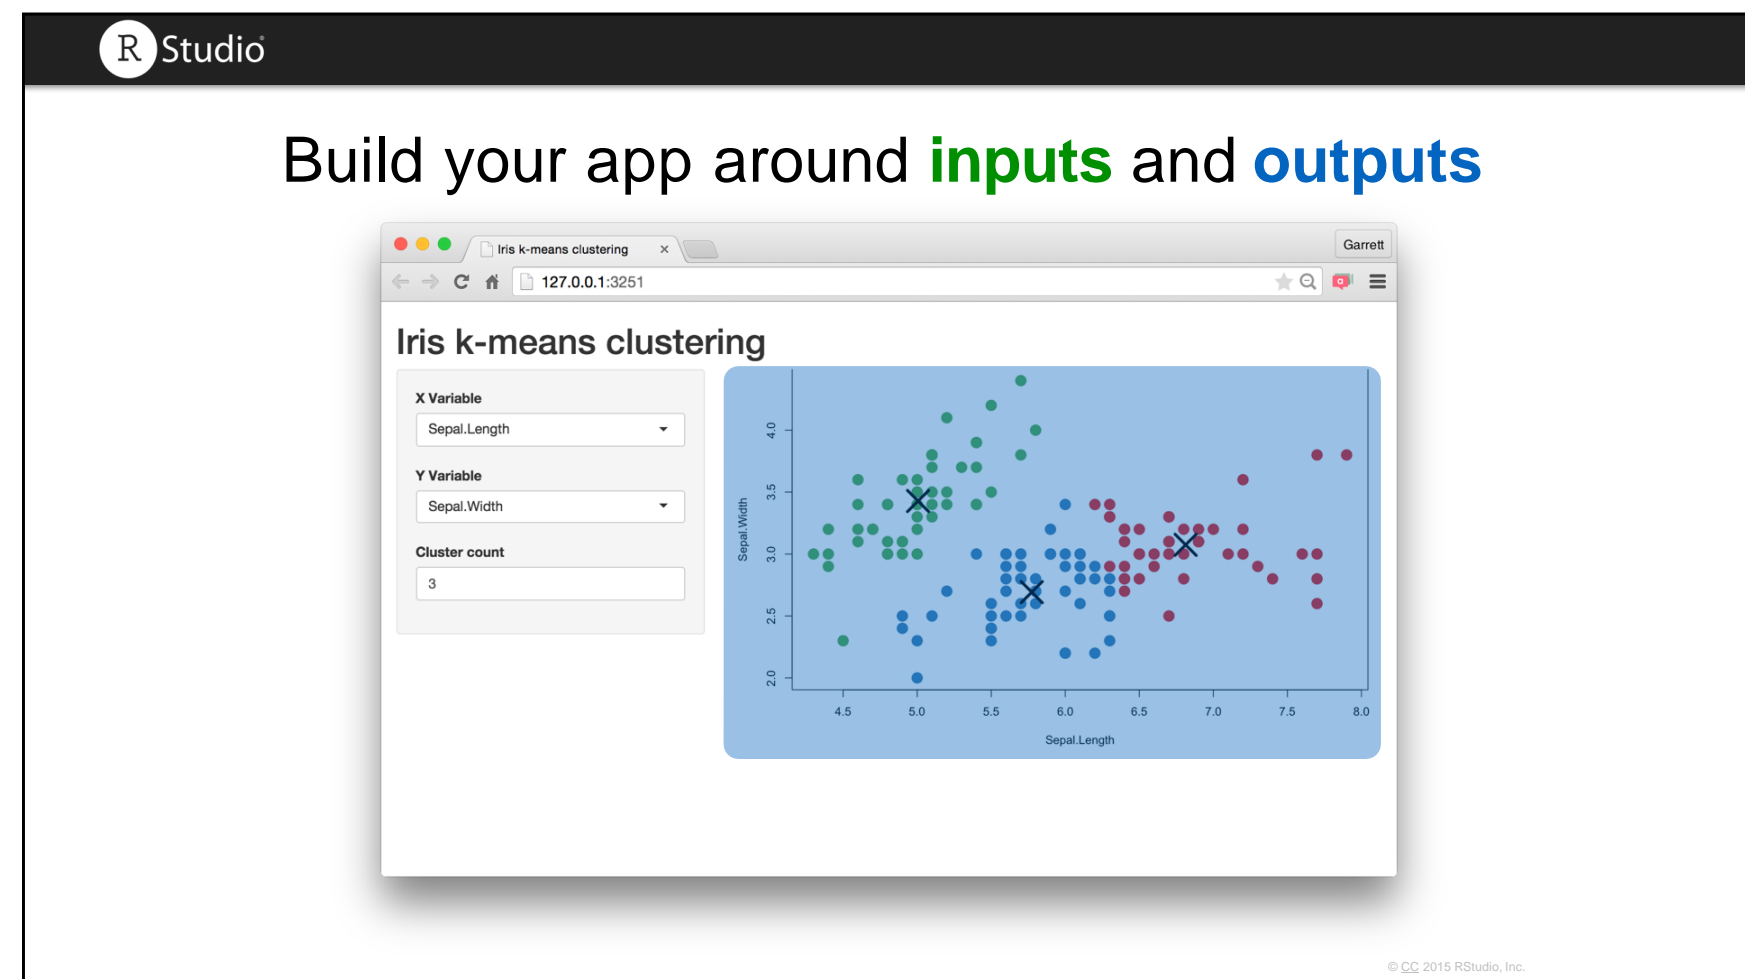 R Studio
Build your app around inputs and outputs
Iris k-means clustering ×
Garrett
127.0.0.1:3251
a
Iris k-means clustering
X Variable
Sepal.Length
Y Variable
Sepal.Width
Cluster count
3
Sepal.Width
4.0
3.5
3.0
2.5
2.0
4.5 5.0 5.5 6.0 6.5 7.0 7.5 8.0
Sepal.Length
© CC 2015 RStudio, Inc.